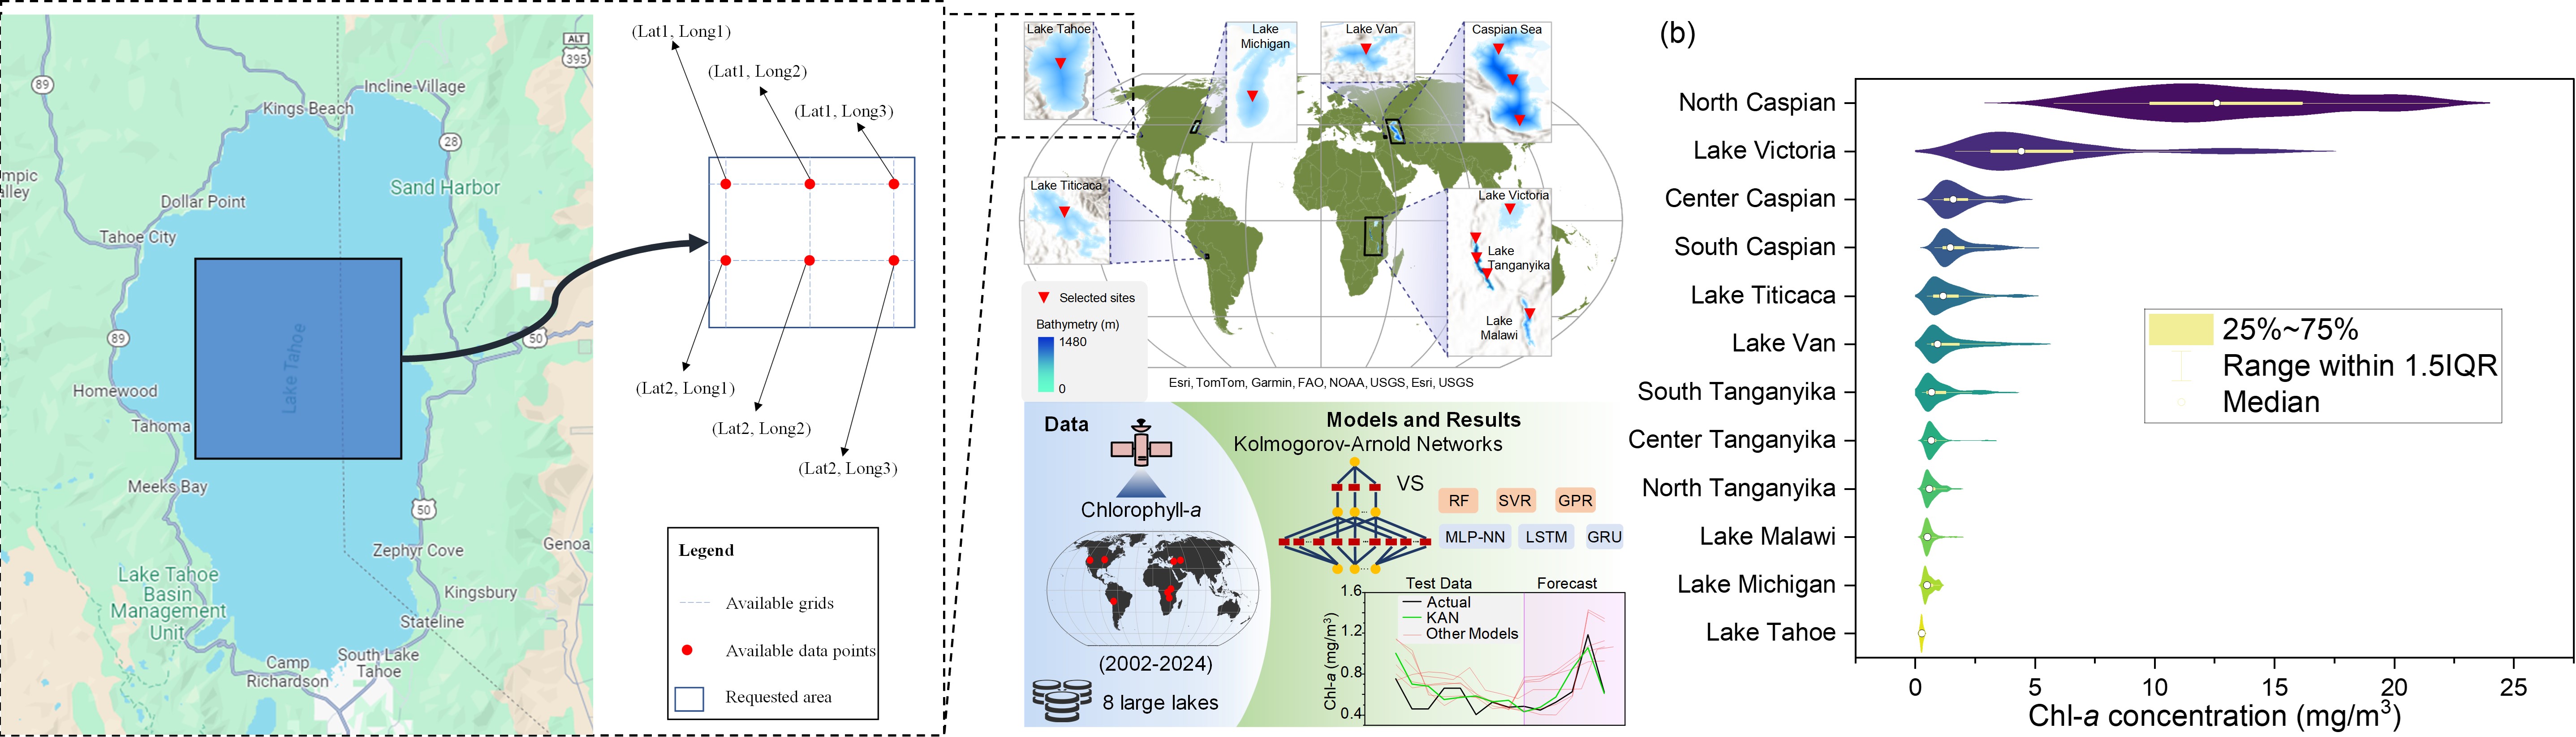 ALT
395
89
Incline Village
Kings Beach
28
mpic
lley
Sand Harbor
Dollar Point
Tahoe City
Lake Tahoe
89
50
Homewood
Tahoma
Meeks Bay
50
Zephyr Cove
Genoa
Lake Tahoe
Basin
Management
Unit
Kingsbury
Stateline
Camp
Richardson
South Lake
Tahoe
(Lat1, Long1)
(Lat1, Long2)
(Lat1, Long3)
(Lat2, Long1)
(Lat2, Long2)
(Lat2, Long3)
Legend
Available grids
Available data points
Requested area
Lake Tahoe
Lake
Michigan
Lake Van
Caspian Sea
Lake Titicaca
Lake Victoria
Lake
Tanganyika
Lake
Malawi
Selected sites
Bathymetry (m)
1480
0
Esri, TomTom, Garmin, FAO, NOAA, USGS, Esri, USGS
Data
Chlorophyll-a
(2002-2024)
8 large lakes
Models and Results
Kolmogorov-Arnold Networks
VS
RF
SVR
GPR
MLP-NN
LSTM
GRU
Test Data
Forecast
Actual
KAN
Other Models
Chl-a (mg/m³)
1.6
1.2
0.8
0.4
(b)
North Caspian
Lake Victoria
Center Caspian
South Caspian
Lake Titicaca
Lake Van
South Tanganyika
Center Tanganyika
North Tanganyika
Lake Malawi
Lake Michigan
Lake Tahoe
25%~75%
Range within 1.5IQR
Median
0
5
10
15
20
25
Chl-a concentration (mg/m³)